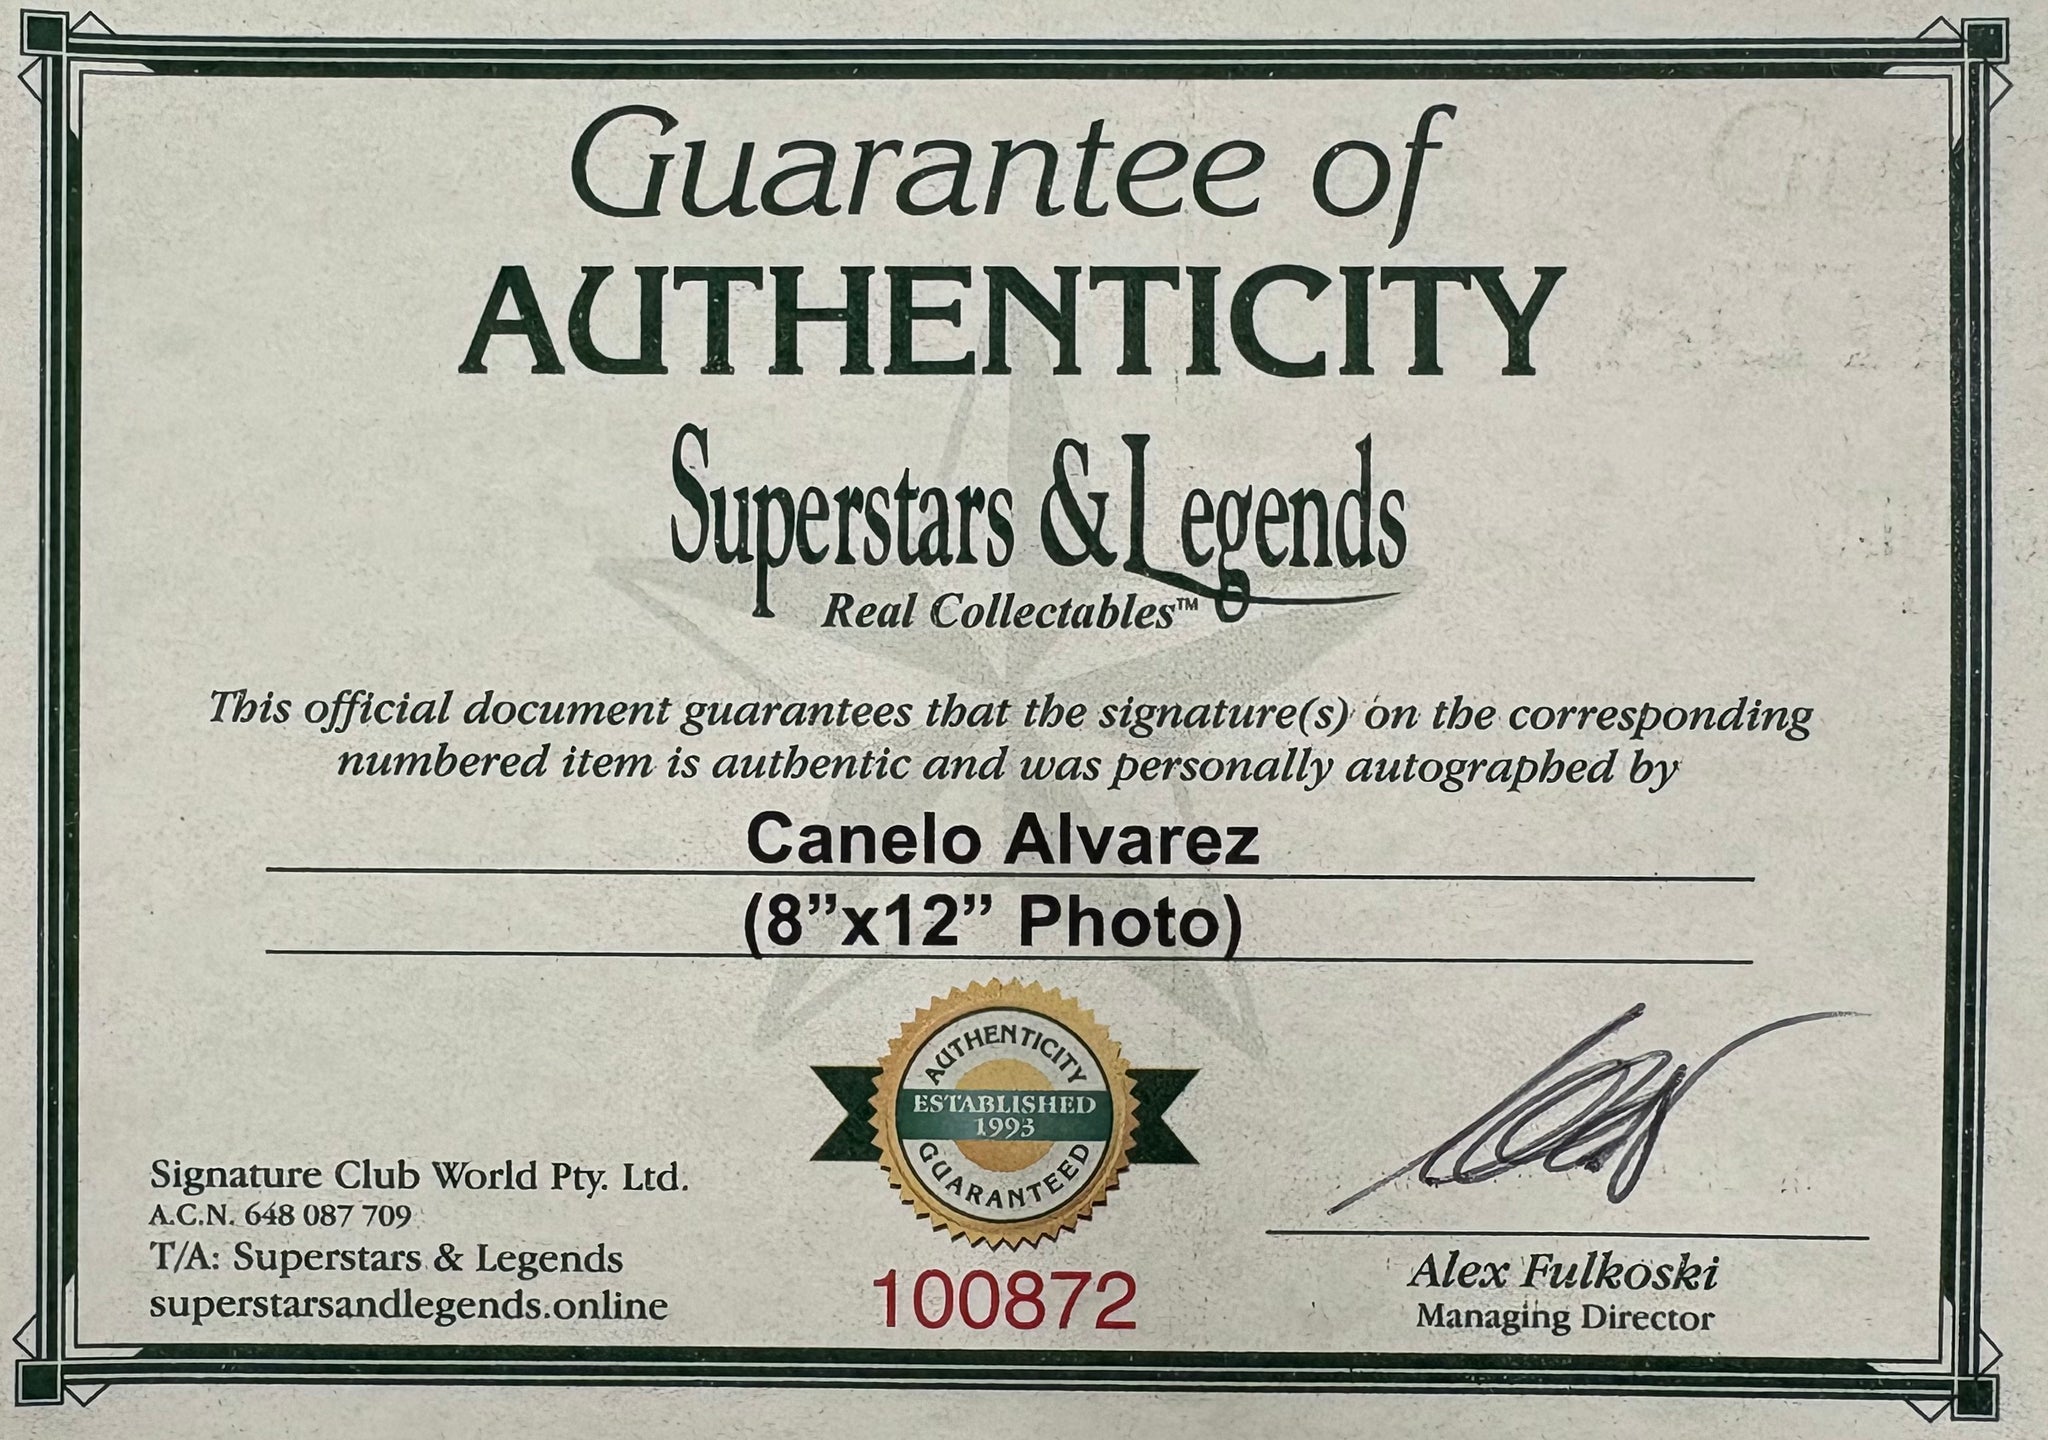 Guarantee of
AUTHENTICITY
Superstars & Legends
Real Collectables™
This official document guarantees that the signature(s) on the corresponding
numbered item is authentic and was personally autographed by
Canelo Alvarez
(8”x12” Photo)
AUTHENTICITY
ESTABLISHED
1993
GUARANTEED
Signature Club World Pty. Ltd.
A.C.N. 648 087 709
T/A: Superstars & Legends
superstarsandlegends.online
100872
Alex Fulkoski
Managing Director